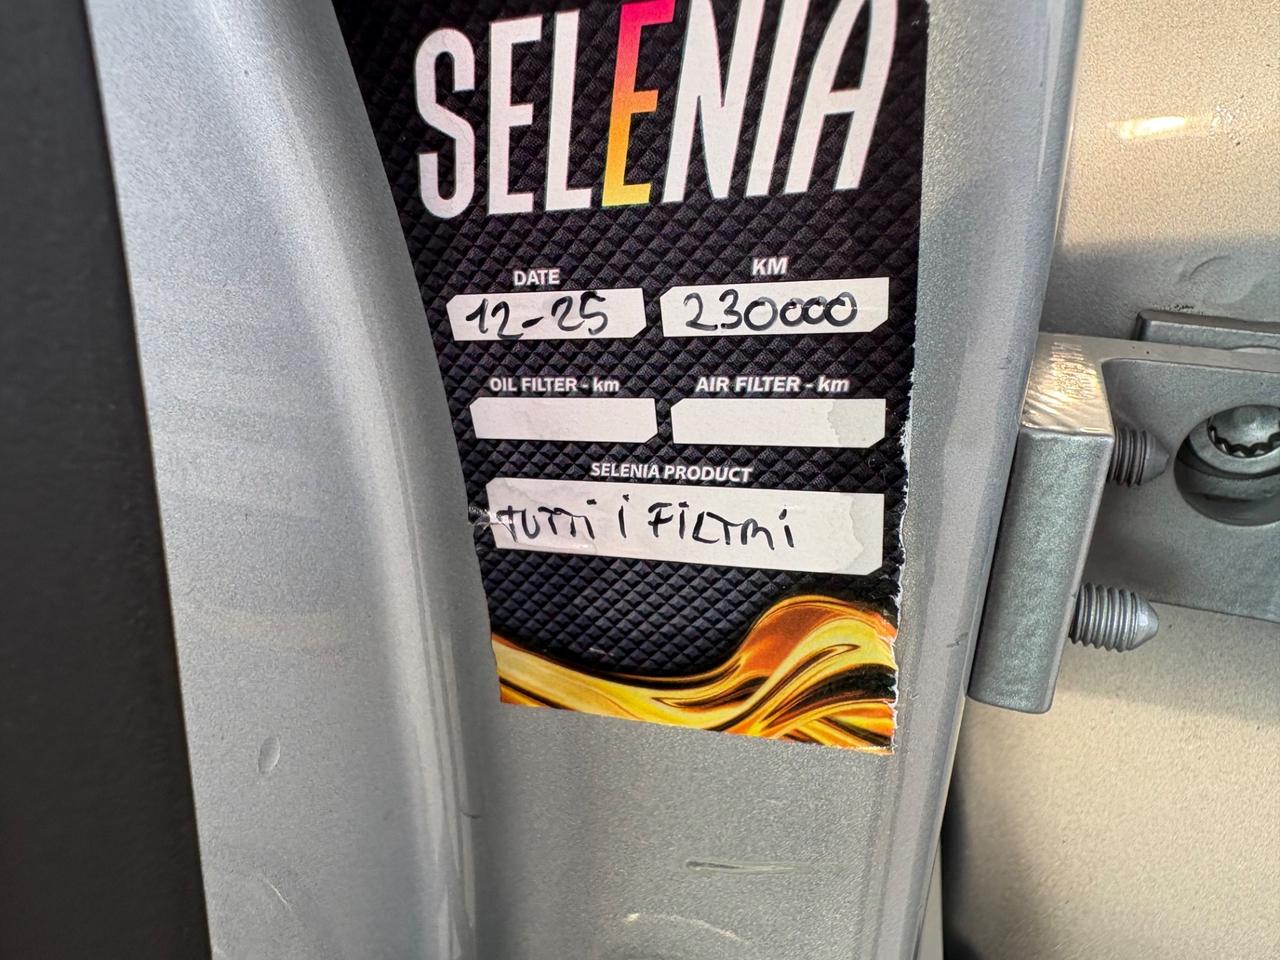 SELENIA
DATE KM
12-25 230000
OIL FILTER - km AIR FILTER - km
SELENIA PRODUCT
TUTTI I FILTRI